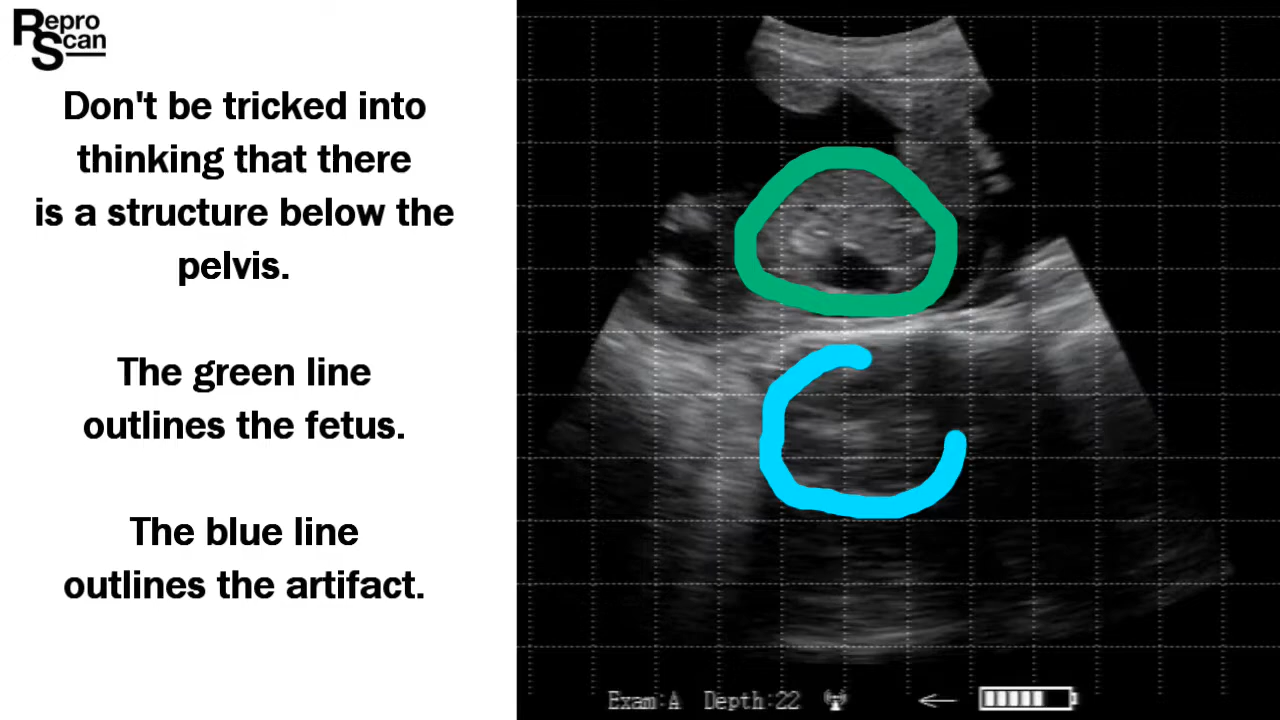 Repro
Scan
Don't be tricked into
thinking that there
is a structure below the
pelvis.
The green line
outlines the fetus.
The blue line
outlines the artifact.
Exam:A Depth:22